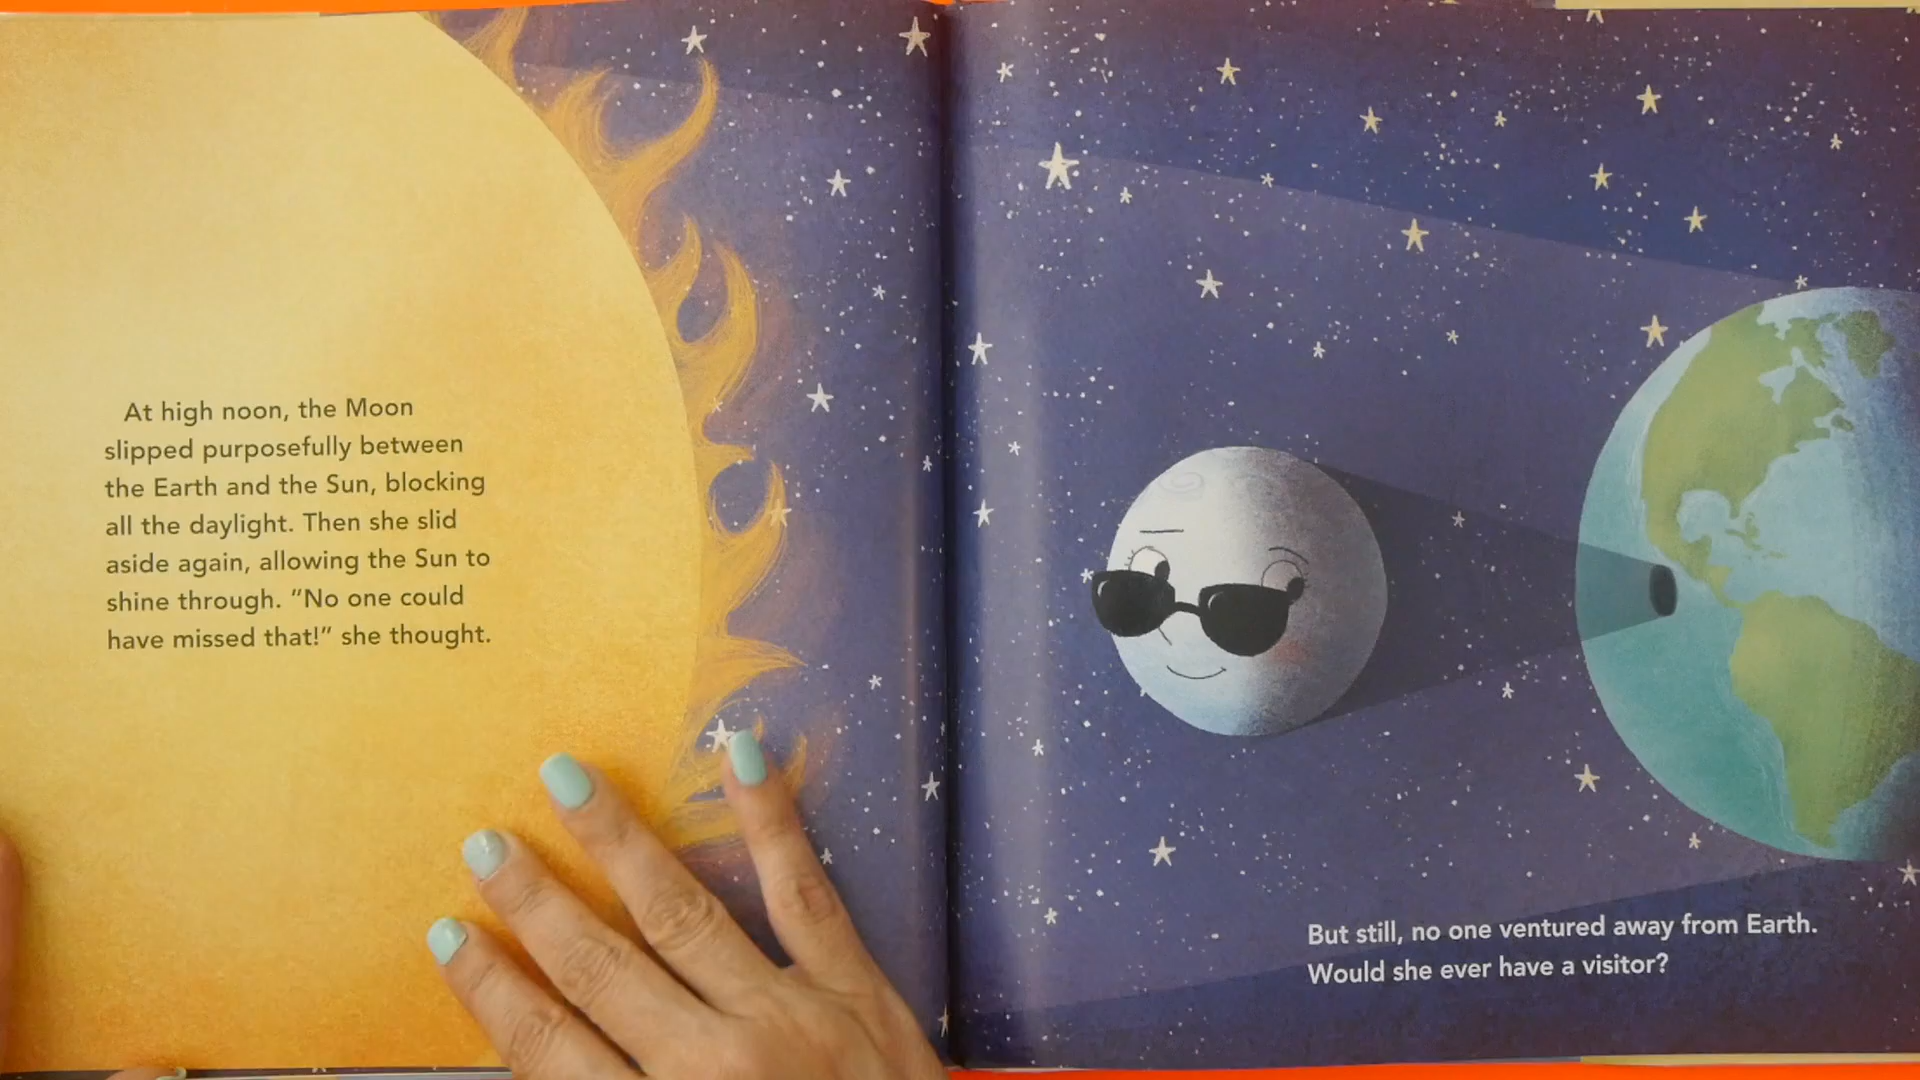 At high noon, the Moon
slipped purposefully between
the Earth and the Sun, blocking
all the daylight. Then she slid
aside again, allowing the Sun to
shine through. “No one could
have missed that!” she thought.
But still, no one ventured away from Earth.
Would she ever have a visitor?